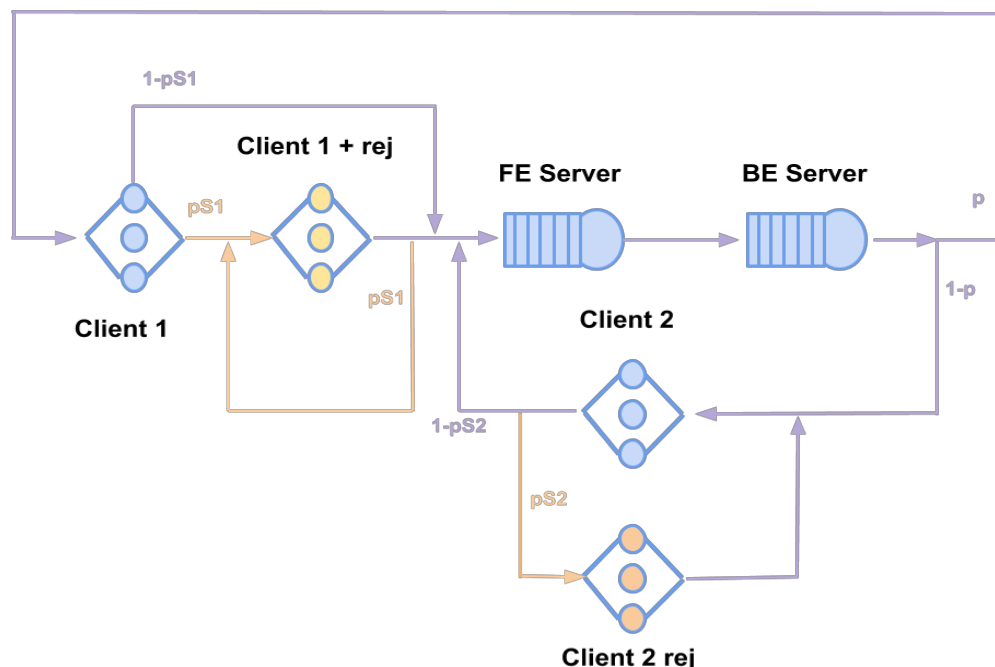 1-pS1
Client 1 + rej
FE Server
BE Server
p
pS1
pS1
1-p
Client 1
Client 2
1-pS2
pS2
Client 2 rej